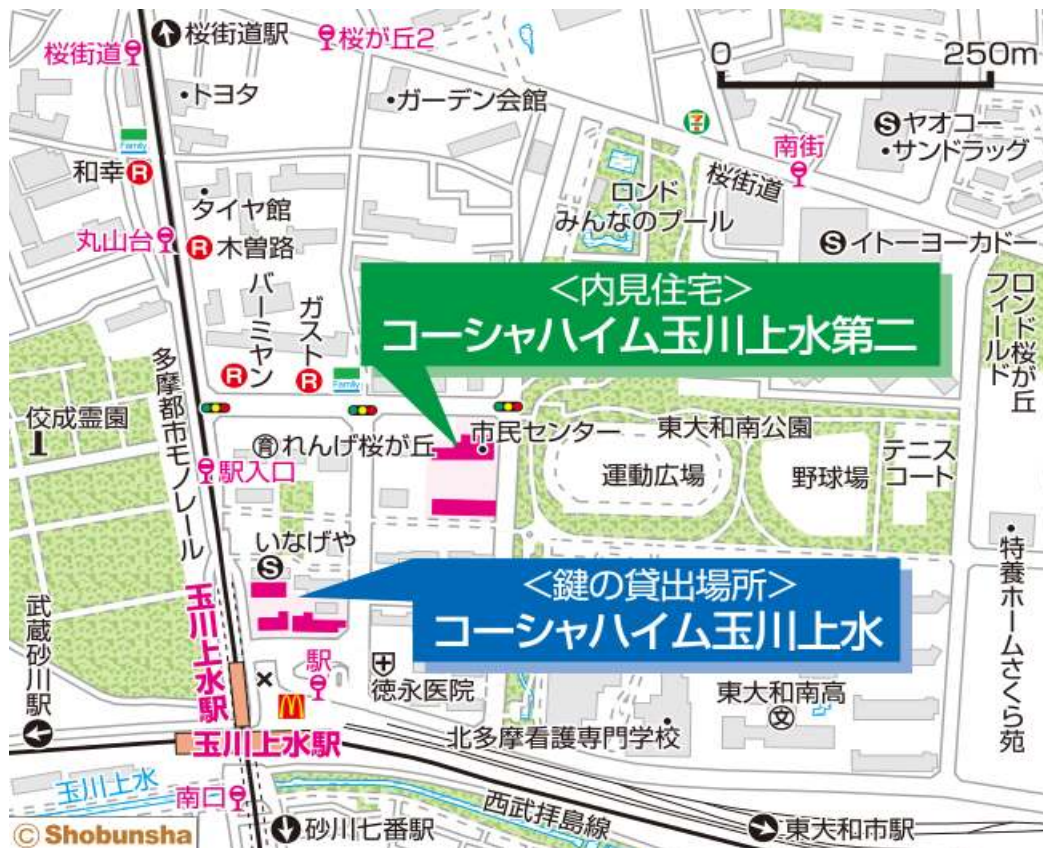 桜街道駅
桜が丘2
桜街道
0
250m
トヨタ
ガーデン会館
ヤオコー
サンドラッグ
Family
和幸
R
南街
桜街道
タイヤ館
ロンド
みんなのプール
丸山台
R
木曽路
S
イトーヨーカドー
バーミヤン
ガスト
R
R
Family
<内見住宅>
コーシャハイム玉川上水第二
ロンド桜が丘
フィールド
多摩都市モノレール
佼成霊園
育
れんげ桜が丘
市民センター
東大和南公園
運動広場
野球場
テニス
コート
駅入口
いなげや
S
<鍵の貸出場所>
コーシャハイム玉川上水
特養ホームさくら苑
武蔵砂川駅
玉川上水駅
駅
徳永医院
東大和南高
文
北多摩看護専門学校
玉川上水駅
玉川上水
南口
西武拝島線
砂川七番駅
東大和市駅
© Shobunsha